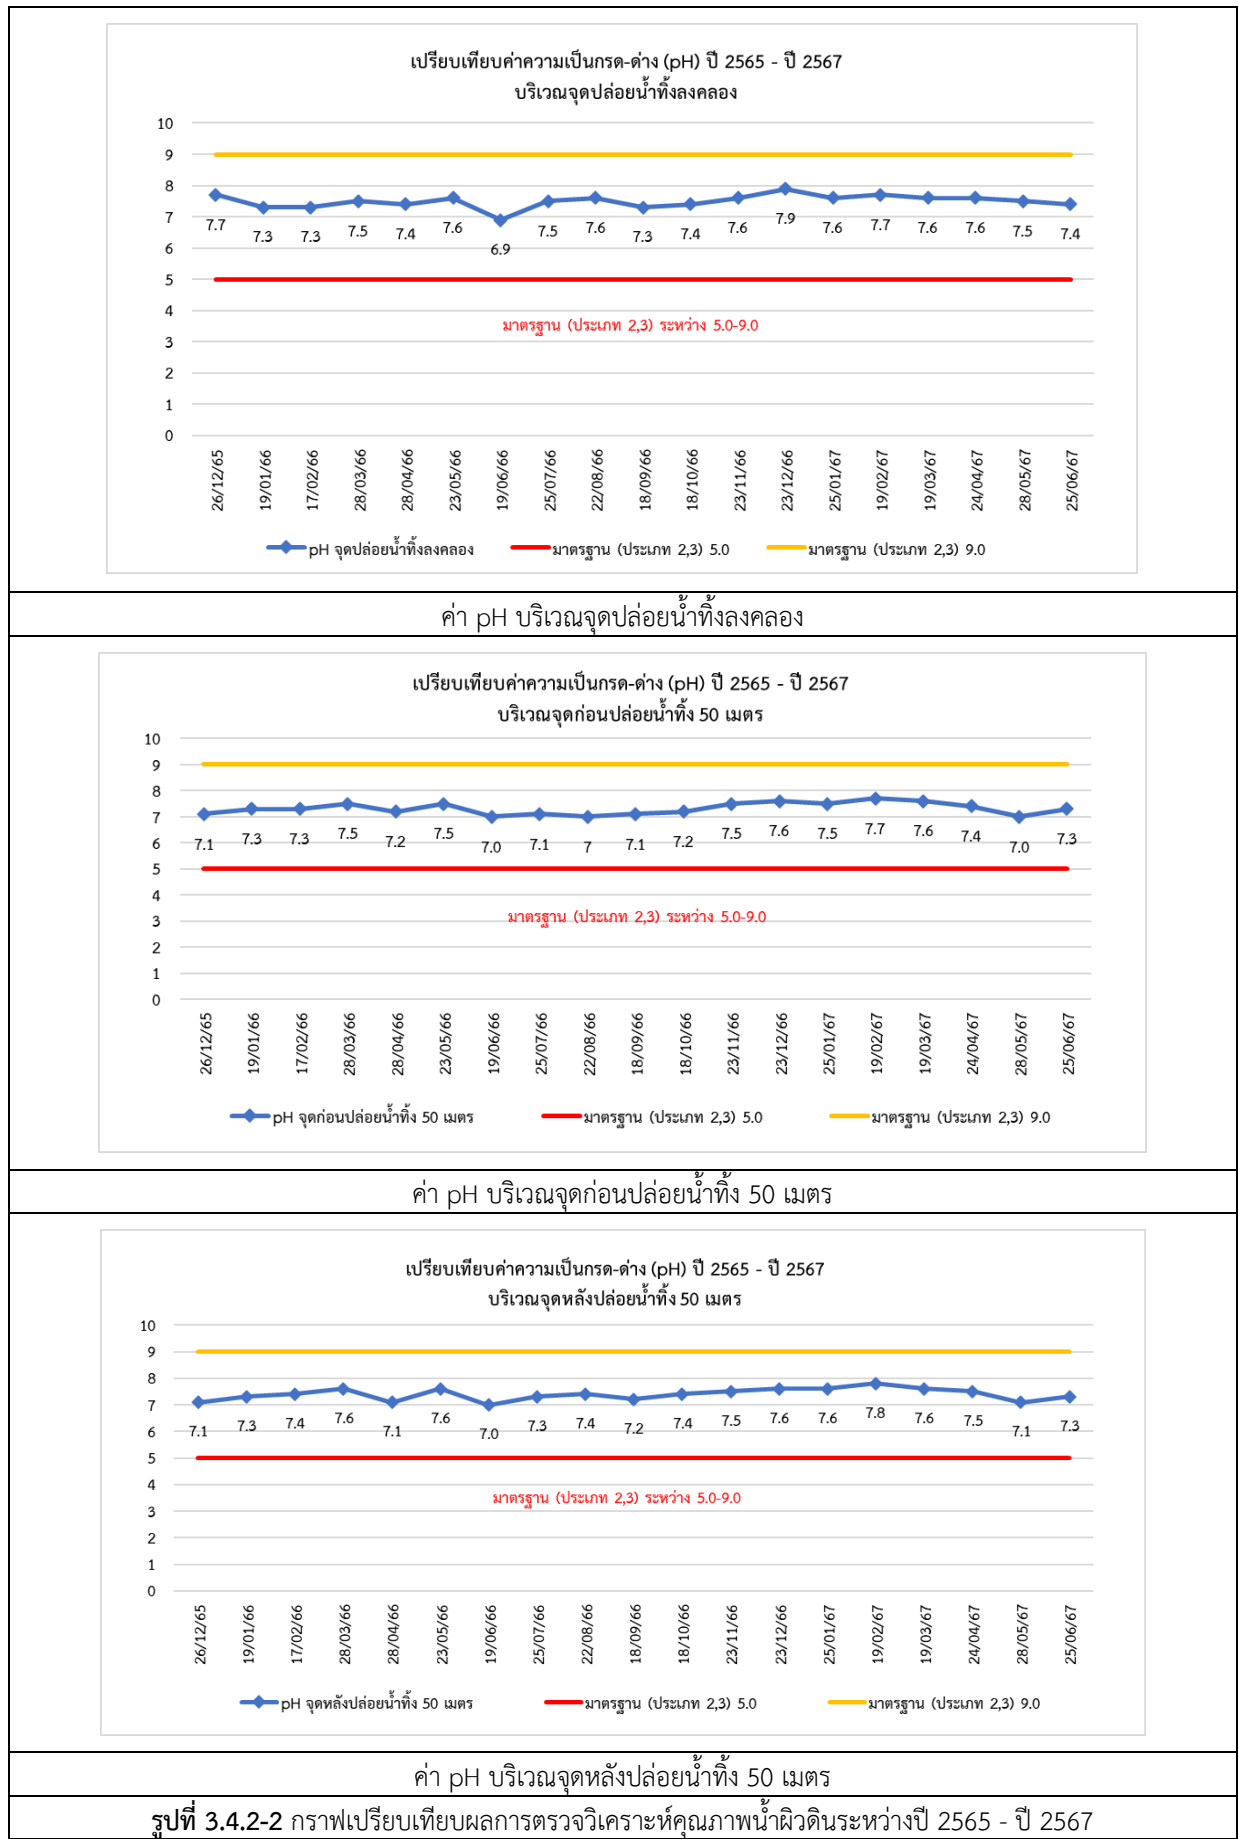 เปรียบเทียบค่าความเป็นกรด-ด่าง (pH) ปี 2565 - ปี 2567
บริเวณจุดปล่อยน้ำทิ้งลงคลอง
10
9
8
7
6
5
4
3
2
1
0
7.7 7.3 7.3 7.5 7.4 7.6 6.9 7.5 7.6 7.3 7.4 7.6 7.9 7.6 7.7 7.6 7.6 7.5 7.4
มาตรฐาน (ประเภท 2,3) ระหว่าง 5.0-9.0
26/12/65 19/01/66 17/02/66 28/03/66 28/04/66 23/05/66 19/06/66 25/07/66 22/08/66 18/09/66 18/10/66 23/11/66 23/12/66 25/01/67 19/02/67 19/03/67 24/04/67 28/05/67 25/06/67
pH จุดปล่อยน้ำทิ้งลงคลอง มาตรฐาน (ประเภท 2,3) 5.0 มาตรฐาน (ประเภท 2,3) 9.0
ค่า pH บริเวณจุดปล่อยน้ำทิ้งลงคลอง
เปรียบเทียบค่าความเป็นกรด-ด่าง (pH) ปี 2565 - ปี 2567
บริเวณจุดก่อนปล่อยน้ำทิ้ง 50 เมตร
10
9
8
7
6
5
4
3
2
1
0
7.1 7.3 7.3 7.5 7.2 7.5 7.0 7.1 7 7.1 7.2 7.5 7.6 7.5 7.7 7.6 7.4 7.0 7.3
มาตรฐาน (ประเภท 2,3) ระหว่าง 5.0-9.0
26/12/65 19/01/66 17/02/66 28/03/66 28/04/66 23/05/66 19/06/66 25/07/66 22/08/66 18/09/66 18/10/66 23/11/66 23/12/66 25/01/67 19/02/67 19/03/67 24/04/67 28/05/67 25/06/67
pH จุดก่อนปล่อยน้ำทิ้ง 50 เมตร มาตรฐาน (ประเภท 2,3) 5.0 มาตรฐาน (ประเภท 2,3) 9.0
ค่า pH บริเวณจุดก่อนปล่อยน้ำทิ้ง 50 เมตร
เปรียบเทียบค่าความเป็นกรด-ด่าง (pH) ปี 2565 - ปี 2567
บริเวณจุดหลังปล่อยน้ำทิ้ง 50 เมตร
10
9
8
7
6
5
4
3
2
1
0
7.1 7.3 7.4 7.6 7.1 7.6 7.0 7.3 7.4 7.2 7.4 7.5 7.6 7.6 7.8 7.6 7.5 7.1 7.3
มาตรฐาน (ประเภท 2,3) ระหว่าง 5.0-9.0
26/12/65 19/01/66 17/02/66 28/03/66 28/04/66 23/05/66 19/06/66 25/07/66 22/08/66 18/09/66 18/10/66 23/11/66 23/12/66 25/01/67 19/02/67 19/03/67 24/04/67 28/05/67 25/06/67
pH จุดหลังปล่อยน้ำทิ้ง 50 เมตร มาตรฐาน (ประเภท 2,3) 5.0 มาตรฐาน (ประเภท 2,3) 9.0
ค่า pH บริเวณจุดหลังปล่อยน้ำทิ้ง 50 เมตร
รูปที่ 3.4.2-2 กราฟเปรียบเทียบผลการตรวจวิเคราะห์คุณภาพน้ำผิวดินระหว่างปี 2565 - ปี 2567